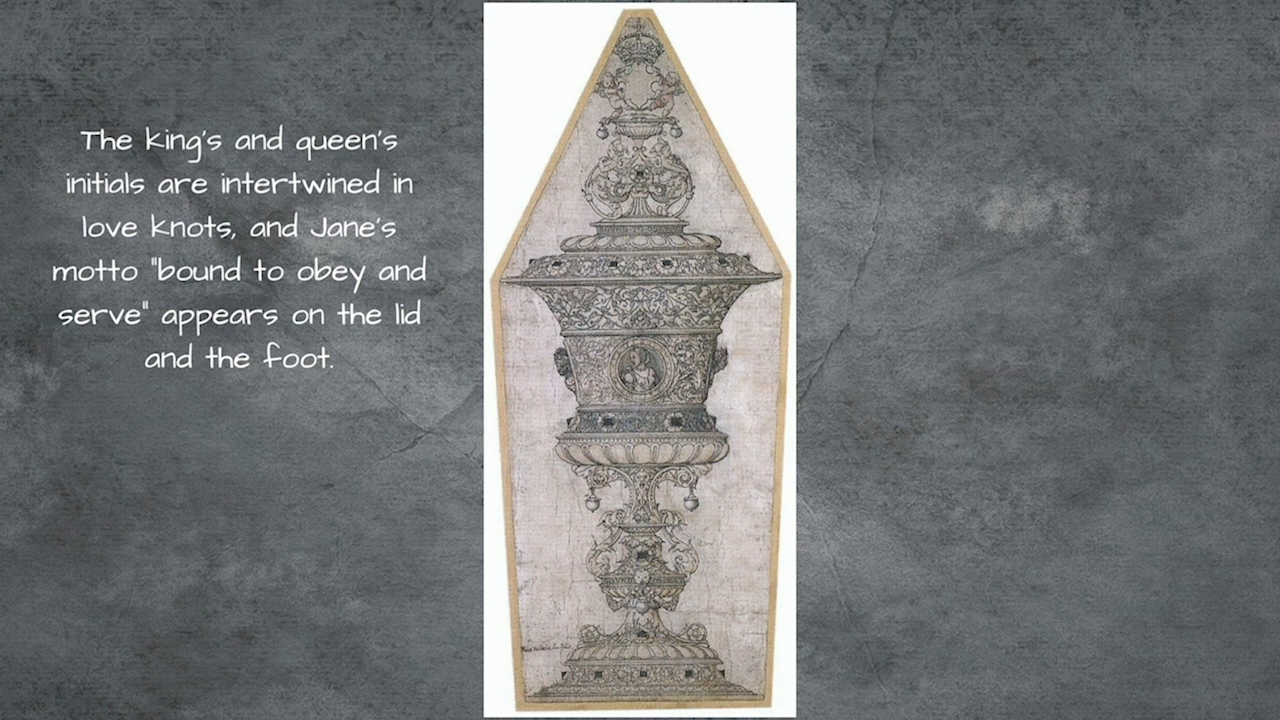 The king's and queen's
initials are intertwined in
love knots, and Jane's
motto "bound to obey and
serve" appears on the lid
and the foot.